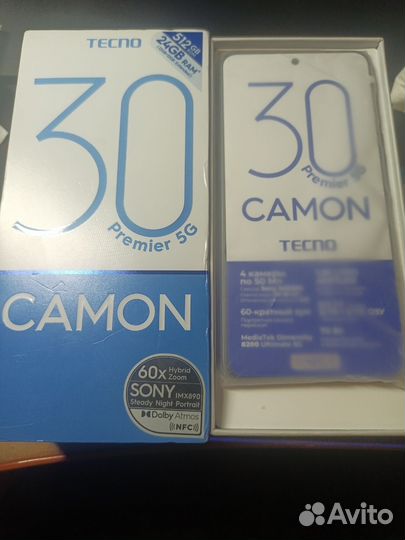 TECNO
512GB
24GB RAM*
30
Premier 5G
CAMON
60x Hybrid Zoom
SONY IMX890
Steady Night Portrait
Dolby Atmos
NFC
30
Premier 5G
CAMON
TECNO
4 камеры
по 50 Мп
60-кратный зум
MediaTek Dimensity
8200 Ultimate 5G
Avito